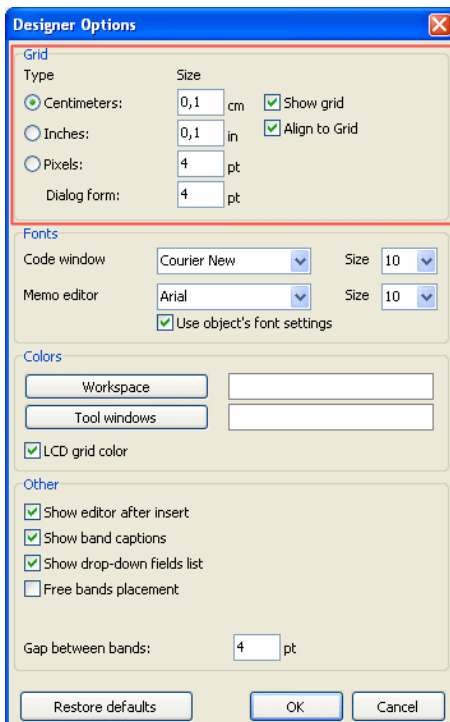 Designer Options
Grid
Type Size
Centimeters: 0,1 cm Show grid
Inches: 0,1 in Align to Grid
Pixels: 4 pt
Dialog form: 4 pt
Fonts
Code window Courier New Size 10
Memo editor Arial Size 10
Use object's font settings
Colors
Workspace
Tool windows
LCD grid color
Other
Show editor after insert
Show band captions
Show drop-down fields list
Free bands placement
Gap between bands: 4 pt
Restore defaults OK Cancel